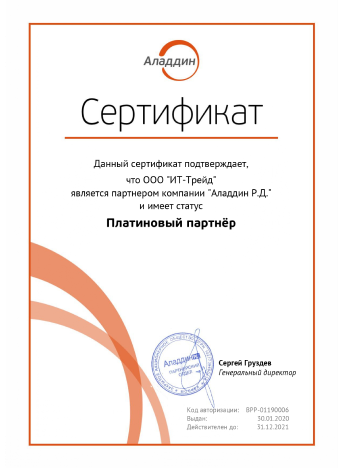 Аладдин
Сертификат
Данный сертификат подтверждает,
что ООО "ИТ-Трейд"
является партнером компании "Аладдин Р.Д."
и имеет статус
Платиновый партнёр
Аладдин
ПАРТНЕРСКИЙ
ОТДЕЛ
Сергей Груздев
Генеральный директор
Код авторизации: BPP-01190006
Выдан: 30.01.2020
Действителен до: 31.12.2021